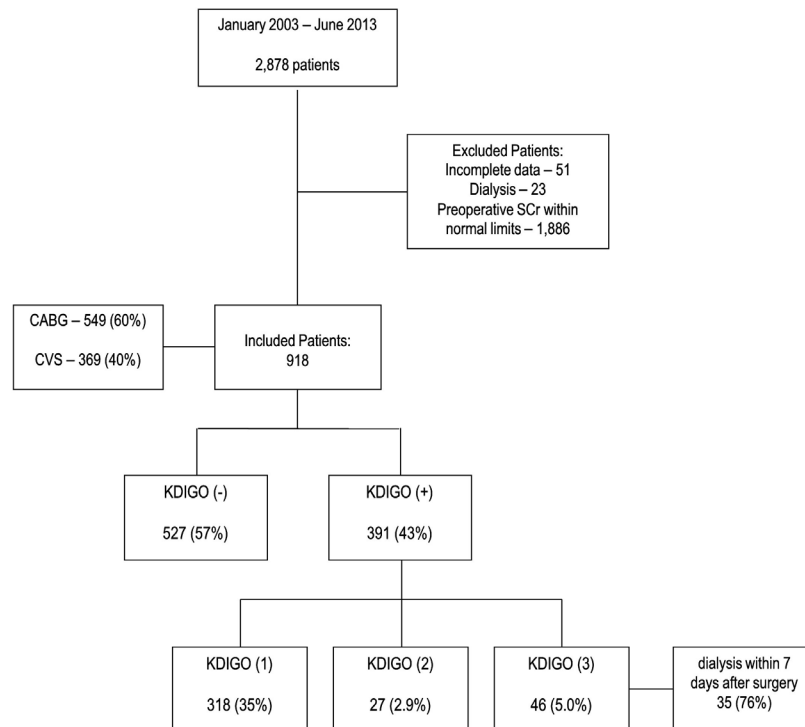 January 2003 – June 2013
2,878 patients
Excluded Patients:
Incomplete data – 51
Dialysis – 23
Preoperative SCr within
normal limits – 1,886
CABG – 549 (60%)
CVS – 369 (40%)
Included Patients:
918
KDIGO (-)
527 (57%)
KDIGO (+)
391 (43%)
KDIGO (1)
318 (35%)
KDIGO (2)
27 (2.9%)
KDIGO (3)
46 (5.0%)
dialysis within 7
days after surgery
35 (76%)